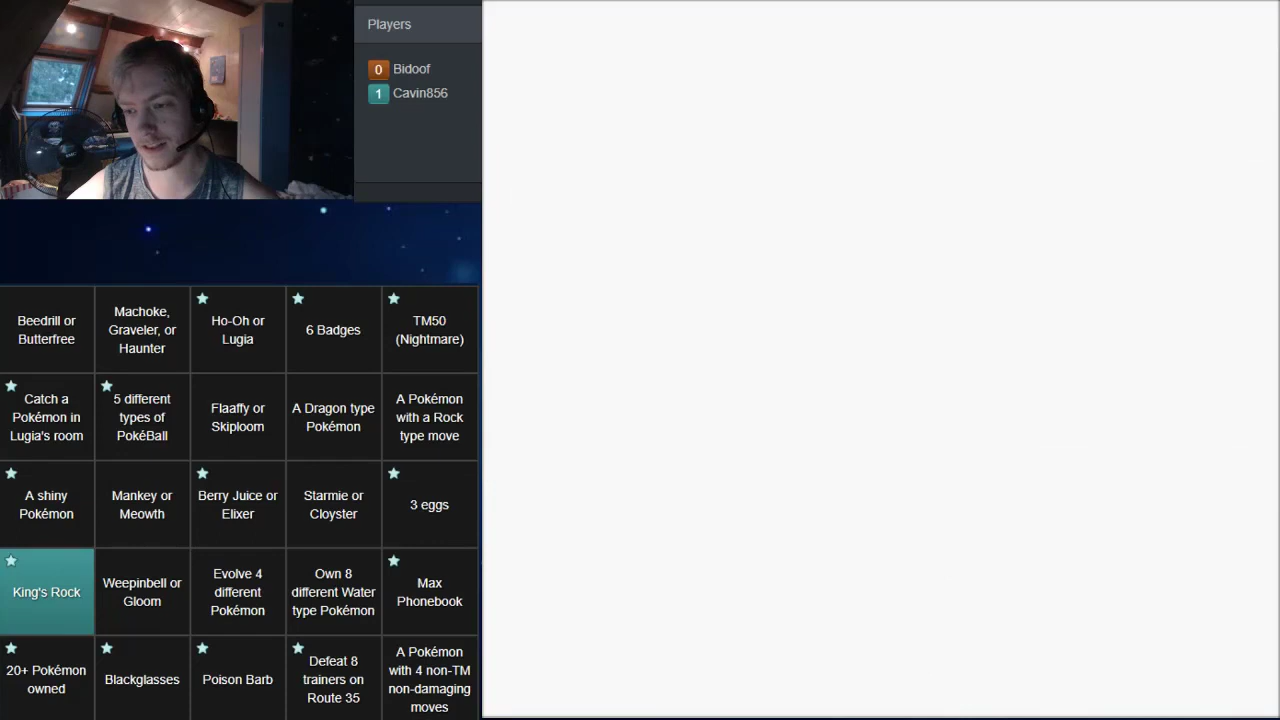 Players
0 Bidoof
1 Cavin856
Beedrill or
Butterfree
Machoke,
Graveler, or
Haunter
Ho-Oh or
Lugia
6 Badges
TM50
(Nightmare)
Catch a
Pokémon in
Lugia's room
5 different
types of
PokéBall
Flaaffy or
Skiploom
A Dragon type
Pokémon
A Pokémon
with a Rock
type move
A shiny
Pokémon
Mankey or
Meowth
Berry Juice or
Elixer
Starmie or
Cloyster
3 eggs
King's Rock
Weepinbell or
Gloom
Evolve 4
different
Pokémon
Own 8
different Water
type Pokémon
Max
Phonebook
20+ Pokémon
owned
Blackglasses
Poison Barb
Defeat 8
trainers on
Route 35
A Pokémon
with 4 non-TM
non-damaging
moves